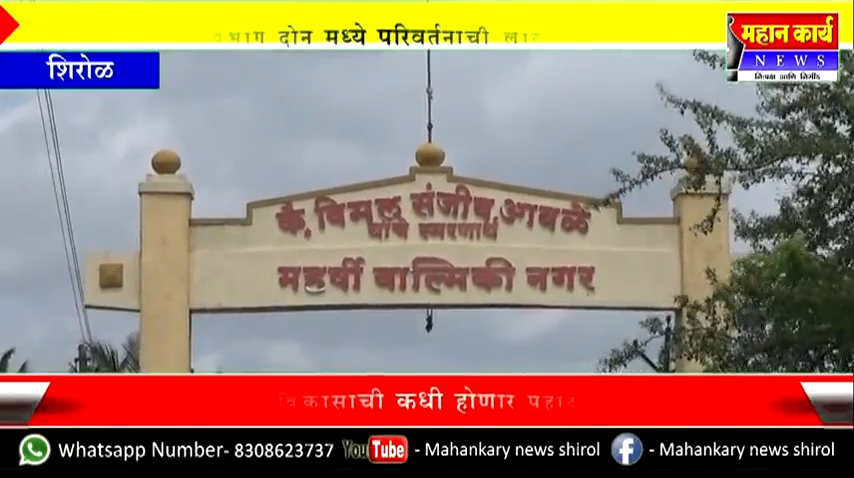 दोन मध्ये परिवर्तनाची
महान कार्य
NEWS
शिरोळ
कै. विमल संजीव आवळे
यांचे स्मरणार्थ
महर्षी वाल्मिकी नगर
विकासाची कधी होणार
Whatsapp Number- 8308623737 YouTube - Mahankary news shirol f - Mahankary news shirol